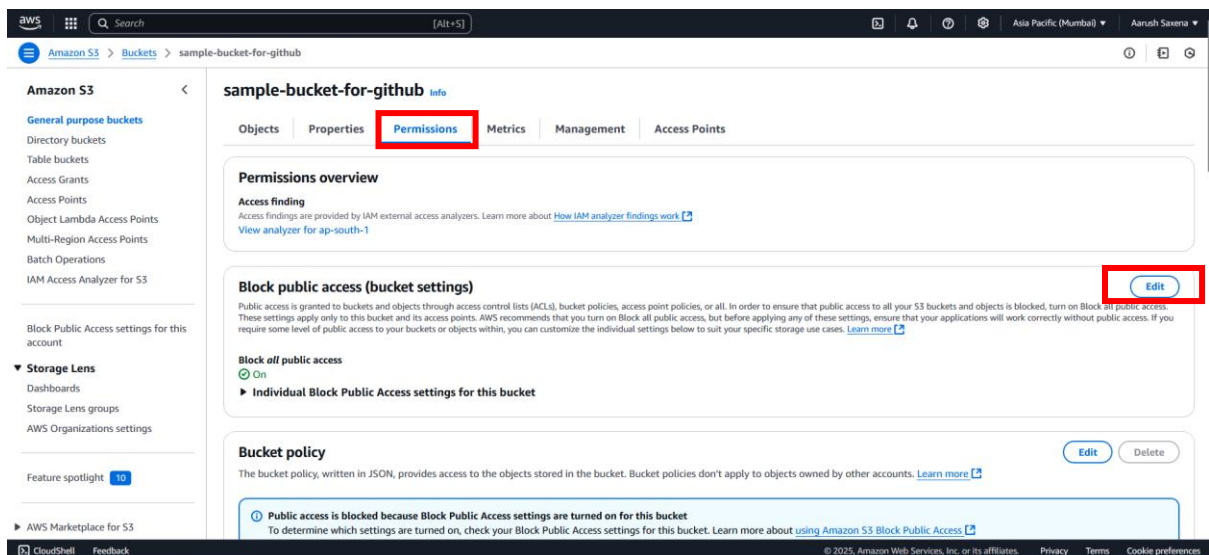 aws
Search
[Alt+S]
Asia Pacific (Mumbai) ▼
Aarush Saxena ▼
Amazon S3 > Buckets > sample-bucket-for-github
Amazon S3
General purpose buckets
Directory buckets
Table buckets
Access Grants
Access Points
Object Lambda Access Points
Multi-Region Access Points
Batch Operations
IAM Access Analyzer for S3
Block Public Access settings for this
account
▼ Storage Lens
Dashboards
Storage Lens groups
AWS Organizations settings
Feature spotlight 10
▶ AWS Marketplace for S3
sample-bucket-for-github Info
Objects
Properties
Permissions
Metrics
Management
Access Points
Permissions overview
Access finding
Access findings are provided by IAM external access analyzers. Learn more about How IAM analyzer findings work
View analyzer for ap-south-1
Block public access (bucket settings)
Edit
Public access is granted to buckets and objects through access control lists (ACLs), bucket policies, access point policies, or all. In order to ensure that public access to all your S3 buckets and objects is blocked, turn on Block all public access.
These settings apply only to this bucket and its access points. AWS recommends that you turn on Block all public access, but before applying any of these settings, ensure that your applications will work correctly without public access. If you
require some level of public access to your buckets or objects within, you can customize the individual settings below to suit your specific storage use cases. Learn more
Block all public access
On
▶ Individual Block Public Access settings for this bucket
Bucket policy
Edit
Delete
The bucket policy, written in JSON, provides access to the objects stored in the bucket. Bucket policies don't apply to objects owned by other accounts. Learn more
Public access is blocked because Block Public Access settings are turned on for this bucket
To determine which settings are turned on, check your Block Public Access settings for this bucket. Learn more about using Amazon S3 Block Public Access
CloudShell
Feedback
© 2025, Amazon Web Services, Inc. or its affiliates.
Privacy
Terms
Cookie preferences